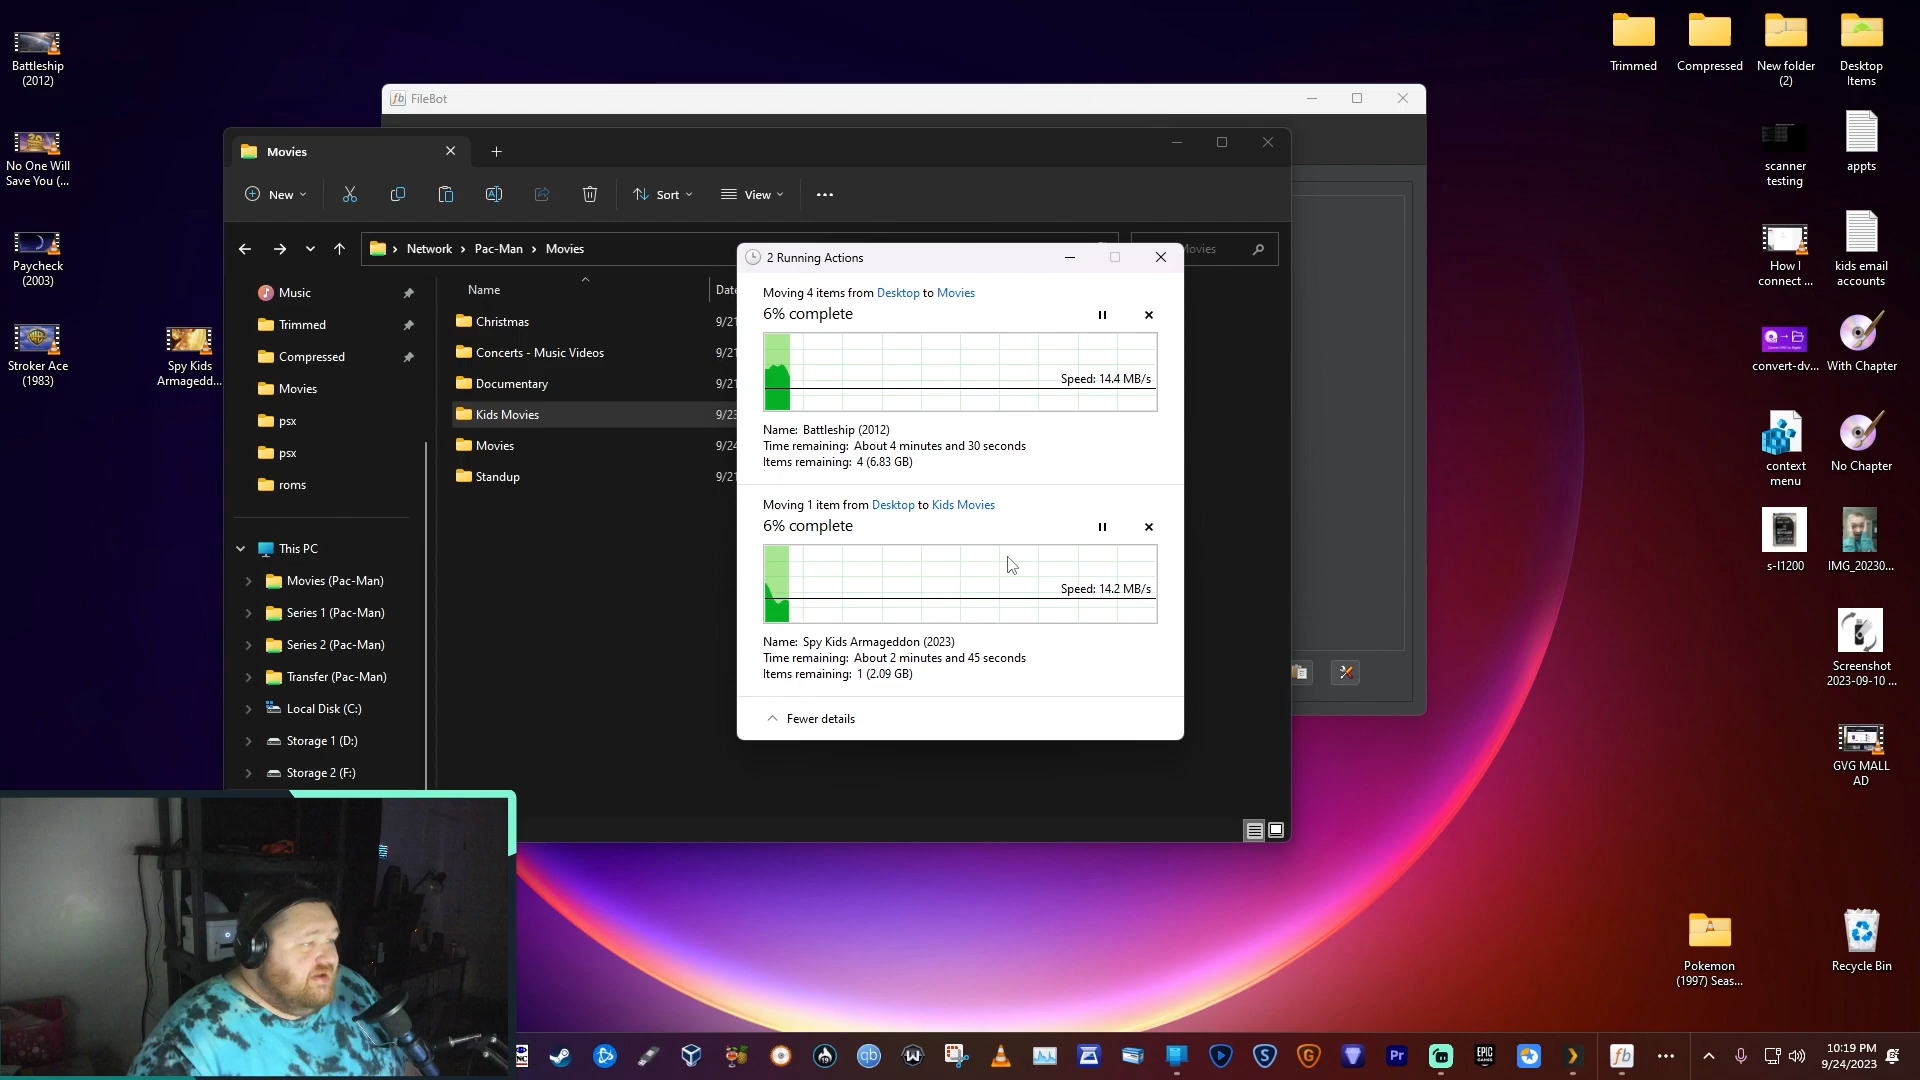 Battleship
(2012)
No One Will
Save You (...
Paycheck
(2003)
Stroker Ace
(1983)
Spy Kids
Armagedd...
fb FileBot
Movies
New
Sort
View
Network
Pac-Man
Movies
Movies
Music
Trimmed
Compressed
Movies
psx
psx
roms
This PC
Movies (Pac-Man)
Series 1 (Pac-Man)
Series 2 (Pac-Man)
Transfer (Pac-Man)
Local Disk (C:)
Storage 1 (D:)
Storage 2 (F:)
Name
Date
Christmas 9/21
Concerts - Music Videos 9/21
Documentary 9/21
Kids Movies 9/23
Movies 9/24
Standup 9/21
2 Running Actions
Moving 4 items from Desktop to Movies
6% complete
Speed: 14.4 MB/s
Name: Battleship (2012)
Time remaining: About 4 minutes and 30 seconds
Items remaining: 4 (6.83 GB)
Moving 1 item from Desktop to Kids Movies
6% complete
Speed: 14.2 MB/s
Name: Spy Kids Armageddon (2023)
Time remaining: About 2 minutes and 45 seconds
Items remaining: 1 (2.09 GB)
Fewer details
Trimmed
Compressed
New folder
(2)
Desktop
Items
scanner
testing
appts
How I
connect ...
kids email
accounts
convert-dv...
With Chapter
context
menu
No Chapter
s-l1200
IMG_20230...
Screenshot
2023-09-10 ...
GVG MALL
AD
Pokemon
(1997) Seas...
Recycle Bin
NC
qb
Pr
EPIC
GAMES
fb
10:19 PM
9/24/2023